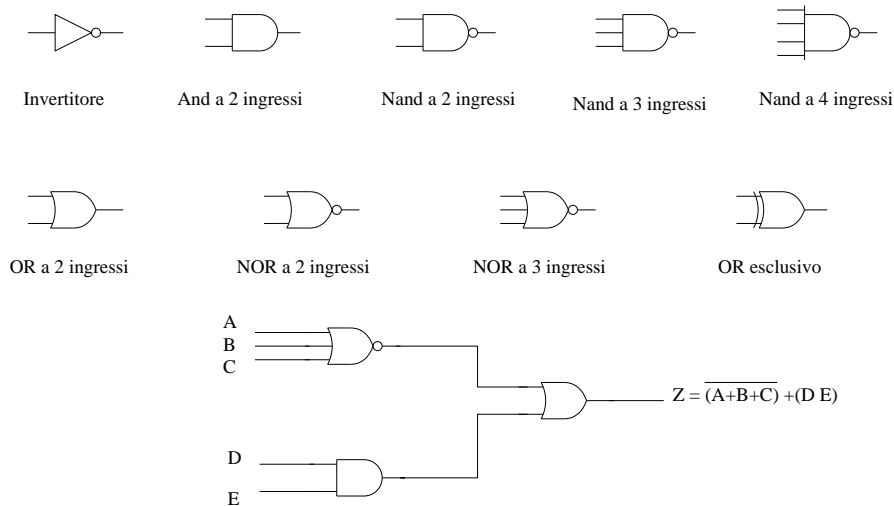 Invertitore
And a 2 ingressi
Nand a 2 ingressi
Nand a 3 ingressi
Nand a 4 ingressi
OR a 2 ingressi
NOR a 2 ingressi
NOR a 3 ingressi
OR esclusivo
A
B
C
Z = \overline{(A+B+C)} +(D E)
D
E